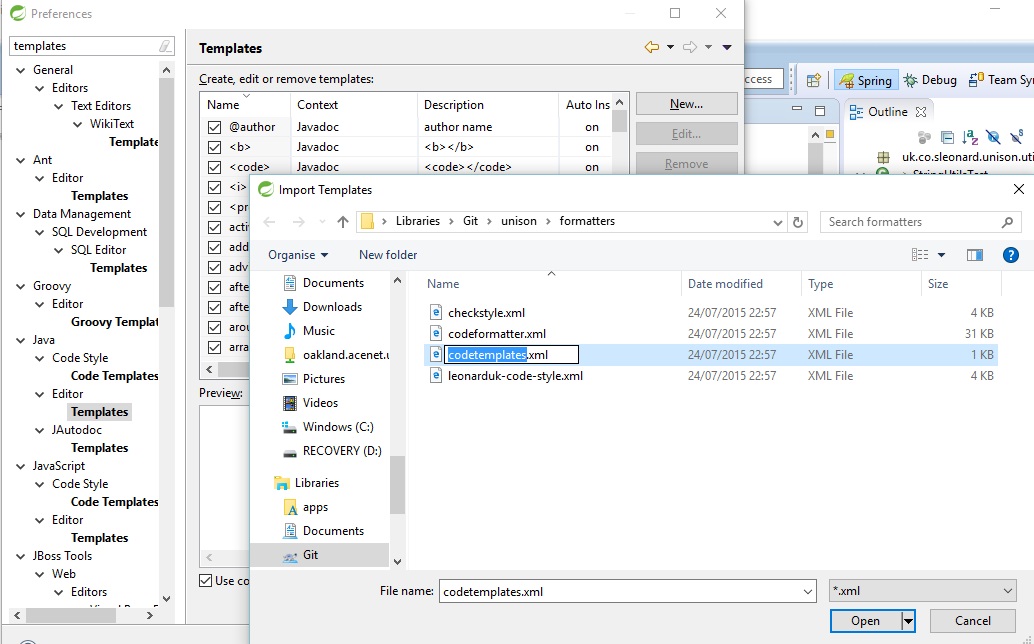 Preferences
templates
General
Editors
Text Editors
WikiText
Template
Ant
Editor
Templates
Data Management
SQL Development
SQL Editor
Templates
Groovy
Editor
Groovy Templat
Java
Code Style
Code Templates
Editor
Templates
JAutodoc
Templates
JavaScript
Code Style
Code Templates
Editor
Templates
JBoss Tools
Web
Editors
Templates
Create, edit or remove templates:
Name Context Description Auto Ins
@author Javadoc author name on
<b> Javadoc <b></b> on
<code> Javadoc <code></code> on
<i>
<pr
acti
add
adv
afte
afte
arou
arra
New...
Edit...
Remove
Preview:
Use co
ccess
Spring
Debug
Team Sy
Outline
uk.co.sleonard.unison.uti
StringUtilsTest
Import Templates
Libraries > Git > unison > formatters
Search formatters
Organise
New folder
Documents
Downloads
Music
oakland.acenet.u
Pictures
Videos
Windows (C:)
RECOVERY (D:)
Libraries
apps
Documents
Git
Name Date modified Type Size
checkstyle.xml 24/07/2015 22:57 XML File 4 KB
codeformatter.xml 24/07/2015 22:57 XML File 31 KB
codetemplates.xml 24/07/2015 22:57 XML File 1 KB
leonarduk-code-style.xml 24/07/2015 22:57 XML File 4 KB
File name: codetemplates.xml
*.xml
Open
Cancel